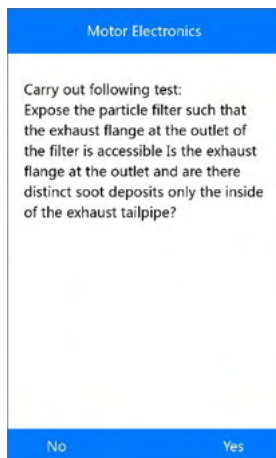 Motor Electronics
Carry out following test:
Expose the particle filter such that
the exhaust flange at the outlet of
the filter is accessible Is the exhaust
flange at the outlet and are there
distinct soot deposits only the inside
of the exhaust tailpipe?
No Yes